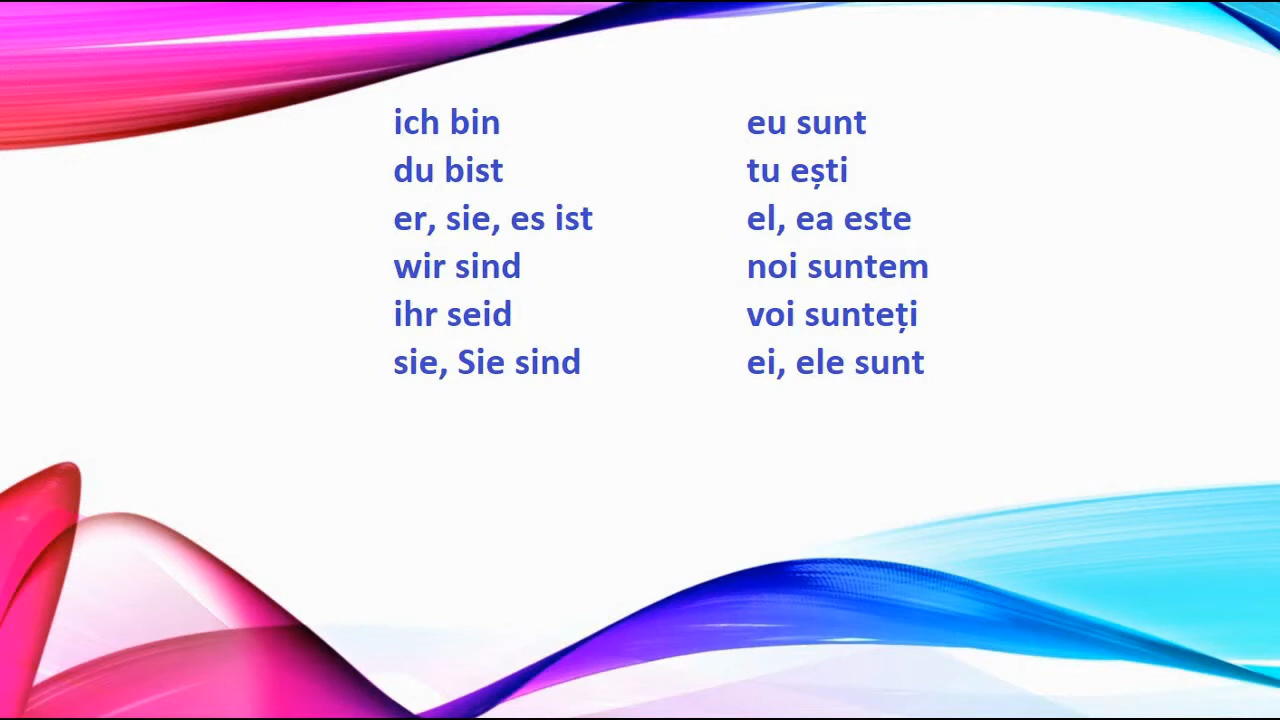 ich bin eu sunt
du bist tu ești
er, sie, es ist el, ea este
wir sind noi suntem
ihr seid voi sunteți
sie, Sie sind ei, ele sunt